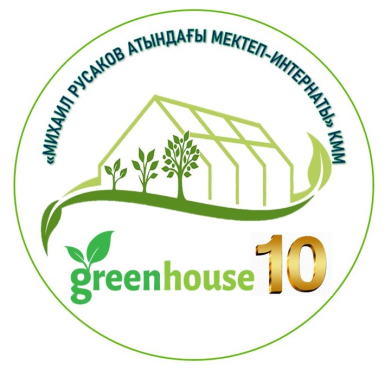 «МИХАИЛ РУСАКОВ АТЫНДАҒЫ МЕКТЕП-ИНТЕРНАТЫ» КММ
greenhouse 10